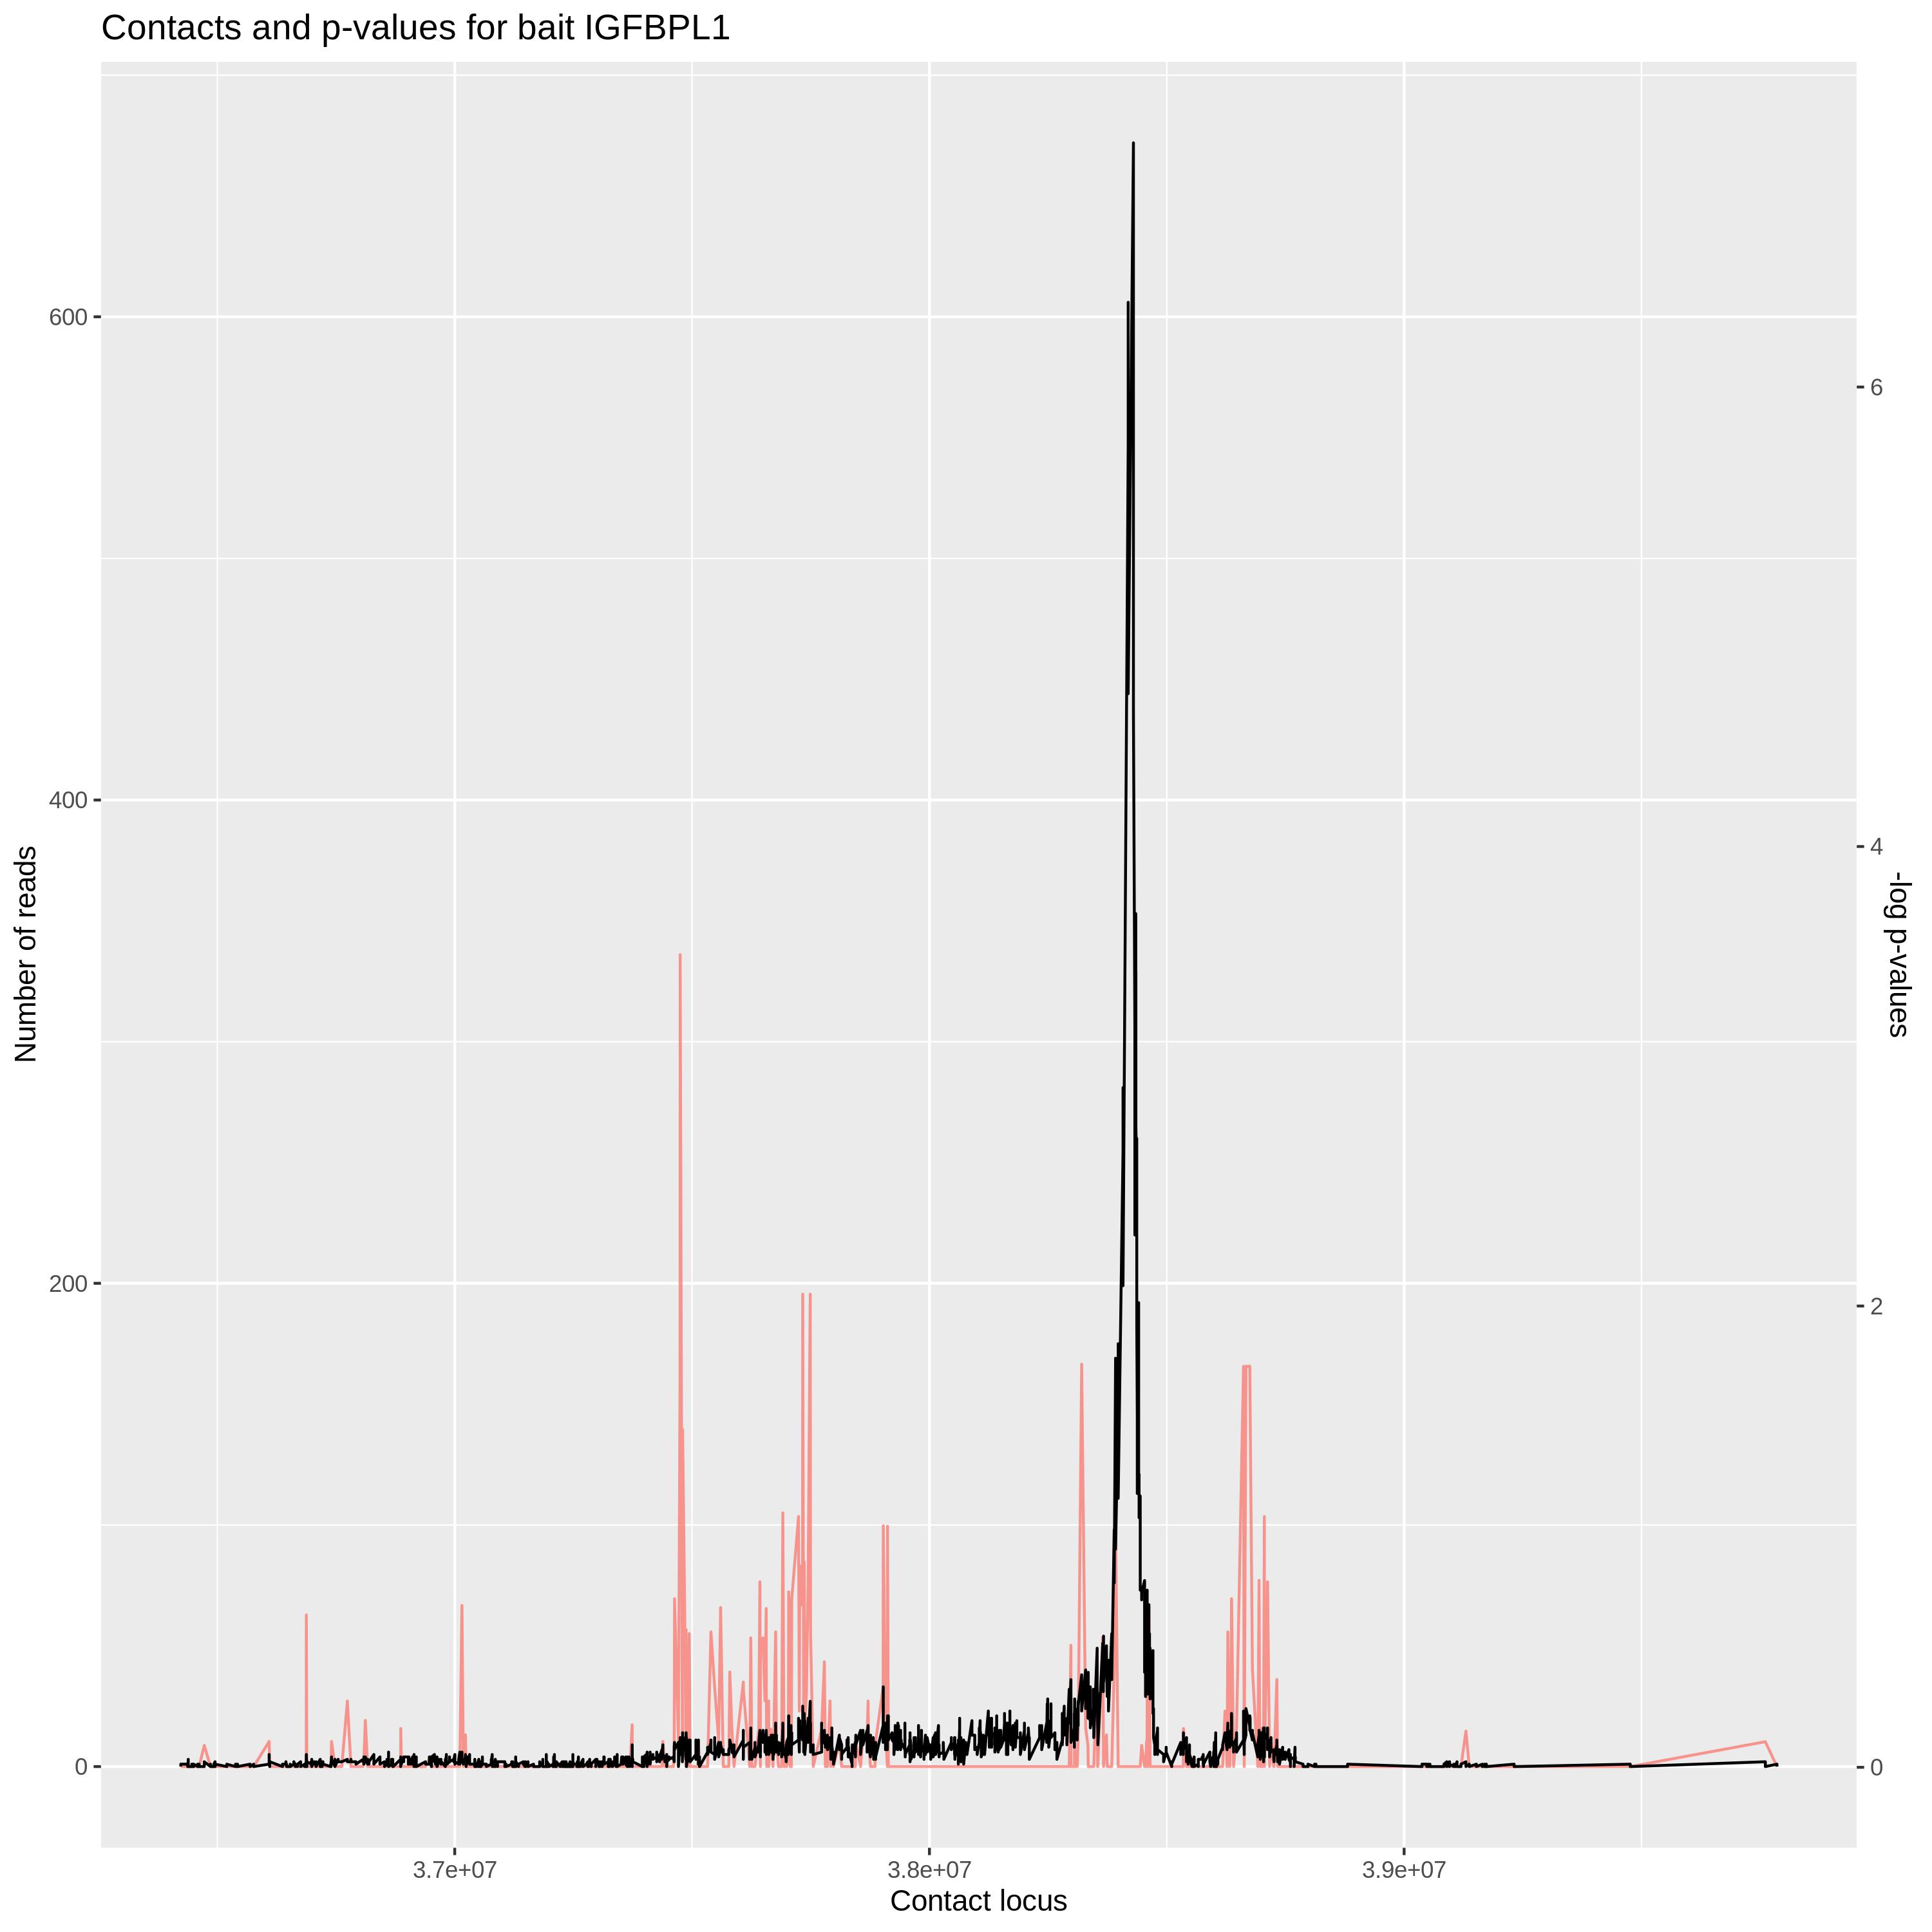 Contacts and p-values for bait IGFBPL1
600
400
200
0
6
4
2
0
Number of reads
-log p-values
3.7e+07
3.8e+07
3.9e+07
Contact locus